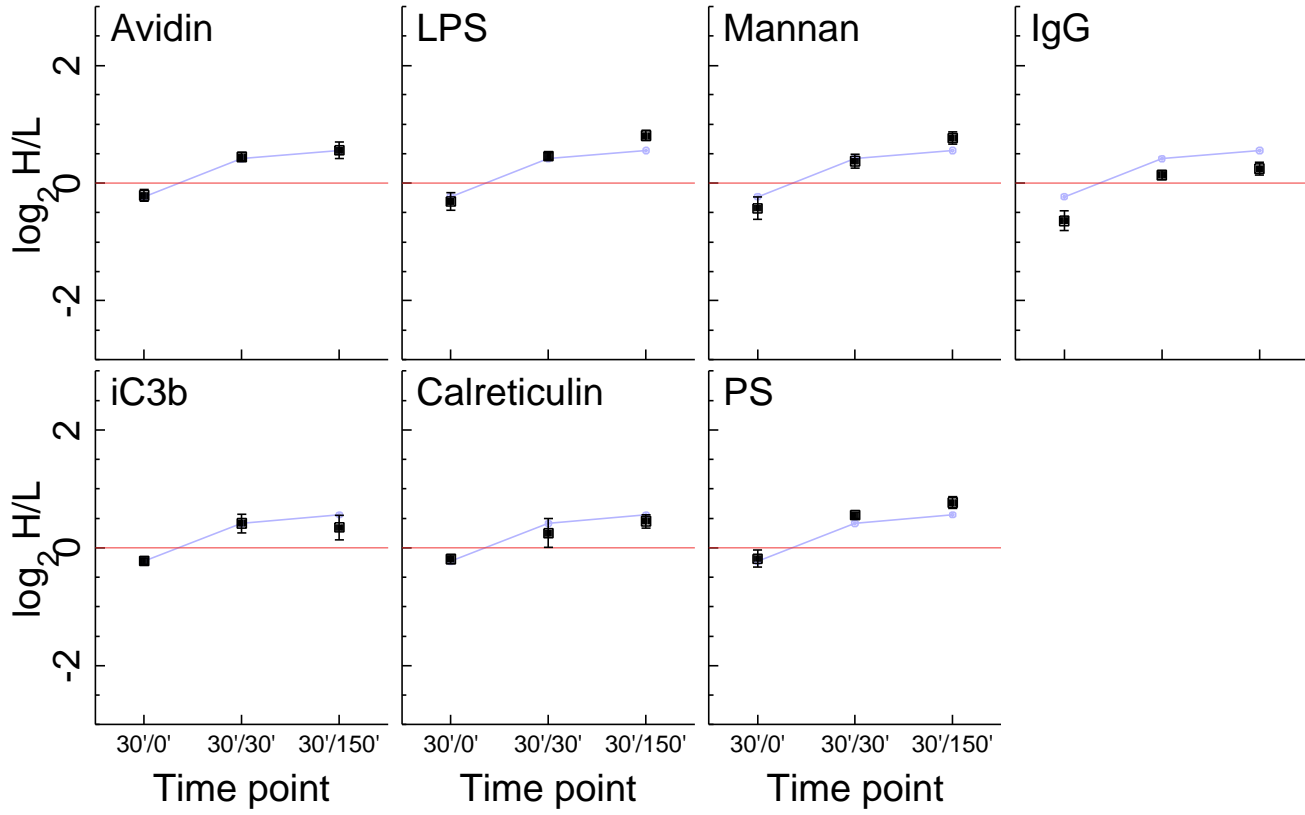 Avidin
LPS
Mannan
IgG
2
0
-2
log2 H/L
iC3b
Calreticulin
PS
2
0
-2
log2 H/L
30'/0' 30'/30' 30'/150'
30'/0' 30'/30' 30'/150'
30'/0' 30'/30' 30'/150'
Time point
Time point
Time point